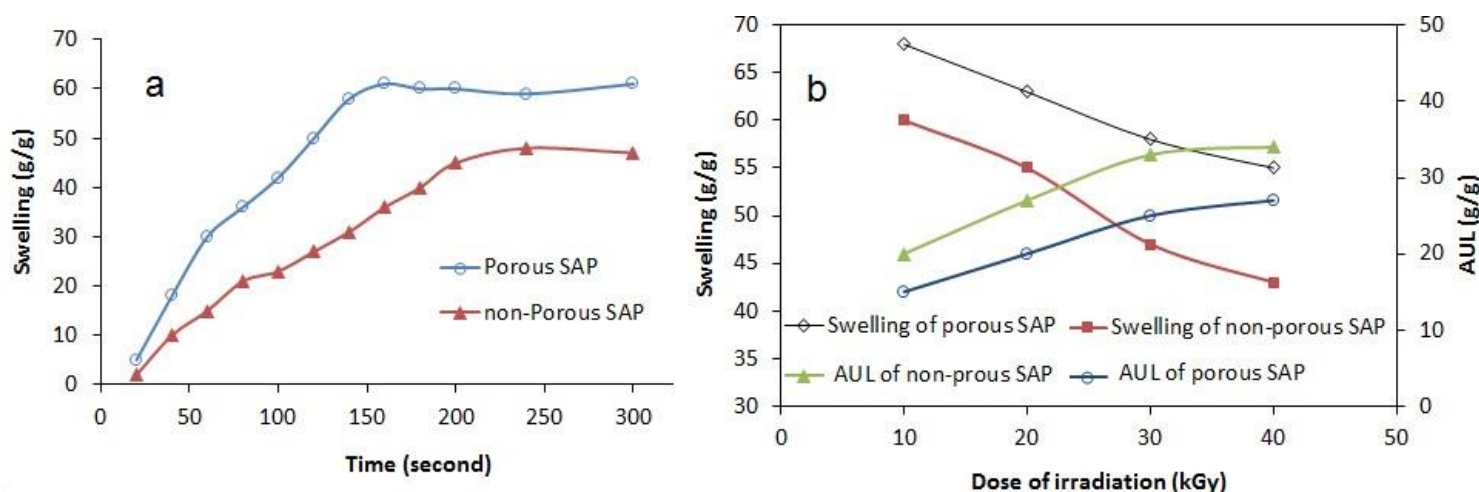 a
Swelling (g/g)
70
60
50
40
30
20
10
0
Porous SAP
non-Porous SAP
0 50 100 150 200 250 300
Time (second)
b
Swelling (g/g)
70
65
60
55
50
45
40
35
30
50
40
30
20
10
0
AUL (g/g)
Swelling of porous SAP
Swelling of non-porous SAP
AUL of non-prous SAP
AUL of porous SAP
0 10 20 30 40 50
Dose of irradiation (kGy)